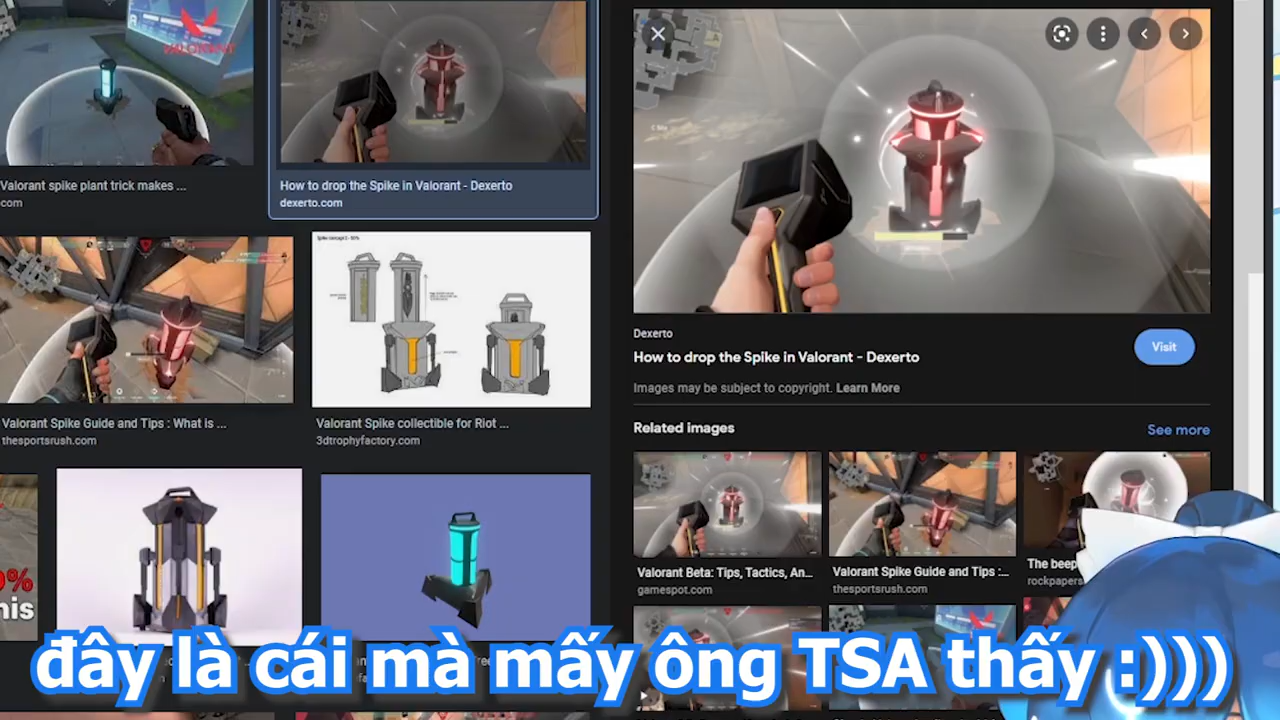 VALORANT
Valorant spike plant trick makes ...
com
How to drop the Spike in Valorant - Dexerto
dexerto.com
Valorant Spike Guide and Tips : What is ...
thesportsrush.com
Valorant Spike collectible for Riot ...
3dtrophyfactory.com
Dexerto
How to drop the Spike in Valorant - Dexerto
Visit
Images may be subject to copyright. Learn More
Related images
See more
Valorant Beta: Tips, Tactics, An...
gamespot.com
Valorant Spike Guide and Tips :...
thesportsrush.com
The beep
rockpapers
đây là cái mà mấy ông TSA thấy :)))